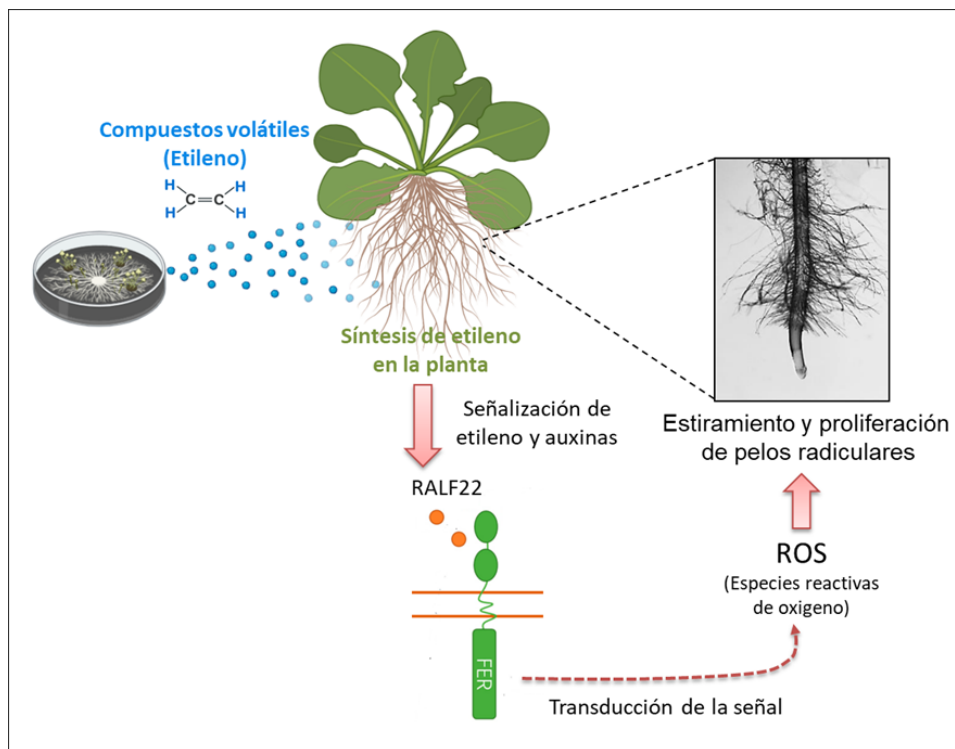 Compuestos volátiles
(Etileno)
H H
C=C
H H
Síntesis de etileno
en la planta
Señalización de
etileno y auxinas
RALF22
FER
Transducción de la señal
ROS
(Especies reactivas
de oxigeno)
Estiramiento y proliferación
de pelos radiculares